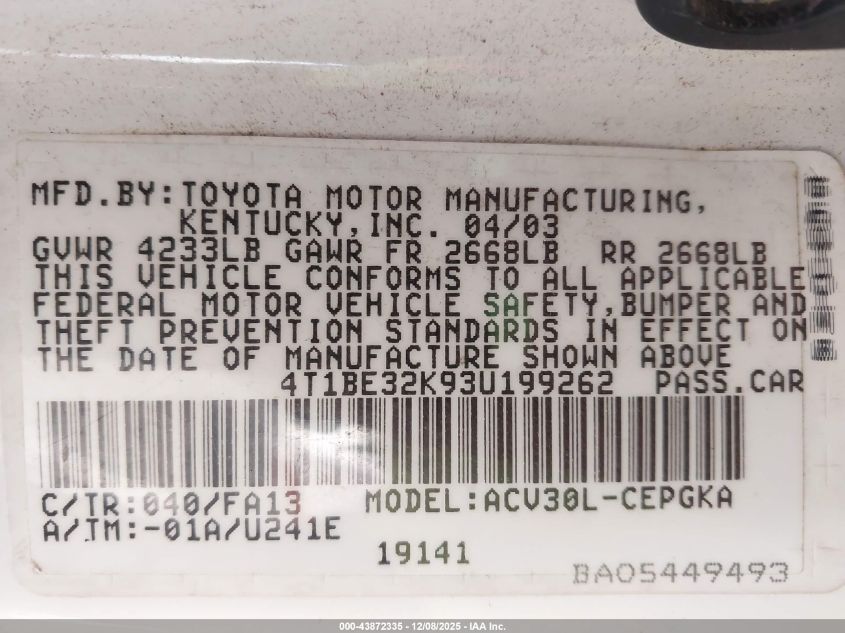 MFD.BY:TOYOTA MOTOR MANUFACTURING,
KENTUCKY,INC. 04/03
GVWR 4233LB GAWR FR 2668LB RR 2668LB
THIS VEHICLE CONFORMS TO ALL APPLICABLE
FEDERAL MOTOR VEHICLE SAFETY,BUMPER AND
THEFT PREVENTION STANDARDS IN EFFECT ON
THE DATE OF MANUFACTURE SHOWN ABOVE
4T1BE32K93U199262 PASS.CAR
C/TR:040/FA13 MODEL:ACV30L-CEPGKA
A/TM:-01A/U241E
19141
BA05449493
000-43872335 - 12/08/2025 - IAA Inc.